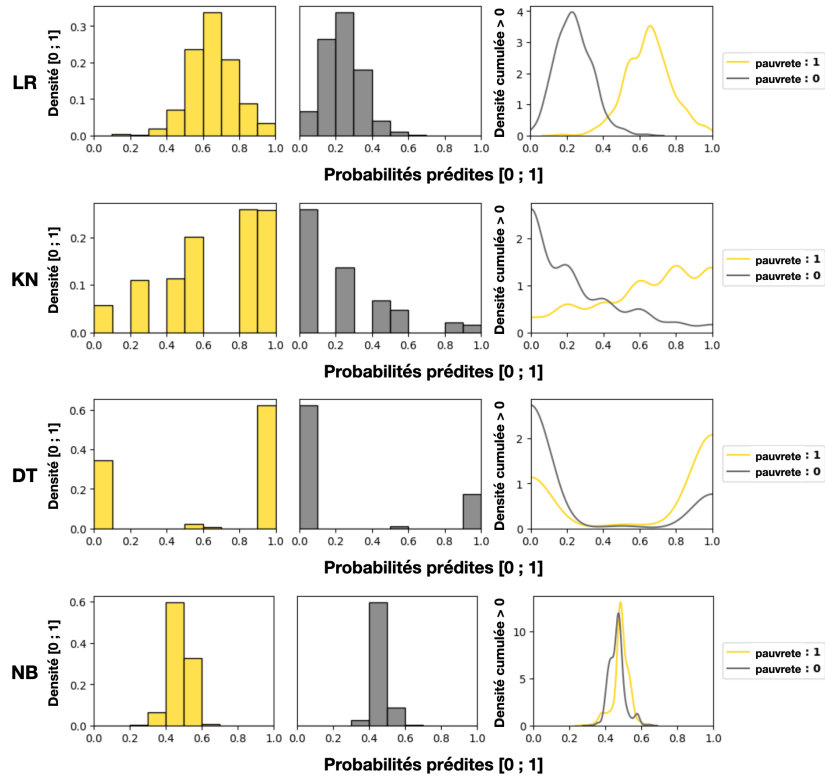 LR
Densité [0 ; 1]
0.3
0.2
0.1
0.0
0.0 0.2 0.4 0.6 0.8 1.0
0.0 0.2 0.4 0.6 0.8 1.0
Densité cumulée > 0
4
3
2
1
0
0.0 0.2 0.4 0.6 0.8 1.0
pauvrete : 1
pauvrete : 0
Probabilités prédites [0 ; 1]
KN
Densité [0 ; 1]
0.2
0.1
0.0
0.0 0.2 0.4 0.6 0.8 1.0
0.0 0.2 0.4 0.6 0.8 1.0
Densité cumulée > 0
2
1
0
0.0 0.2 0.4 0.6 0.8 1.0
pauvrete : 1
pauvrete : 0
Probabilités prédites [0 ; 1]
DT
Densité [0 ; 1]
0.6
0.4
0.2
0.0
0.0 0.2 0.4 0.6 0.8 1.0
0.0 0.2 0.4 0.6 0.8 1.0
Densité cumulée > 0
2
1
0
0.0 0.2 0.4 0.6 0.8 1.0
pauvrete : 1
pauvrete : 0
Probabilités prédites [0 ; 1]
NB
Densité [0 ; 1]
0.6
0.4
0.2
0.0
0.0 0.2 0.4 0.6 0.8 1.0
0.0 0.2 0.4 0.6 0.8 1.0
Densité cumulée > 0
10
5
0
0.0 0.2 0.4 0.6 0.8 1.0
pauvrete : 1
pauvrete : 0
Probabilités prédites [0 ; 1]